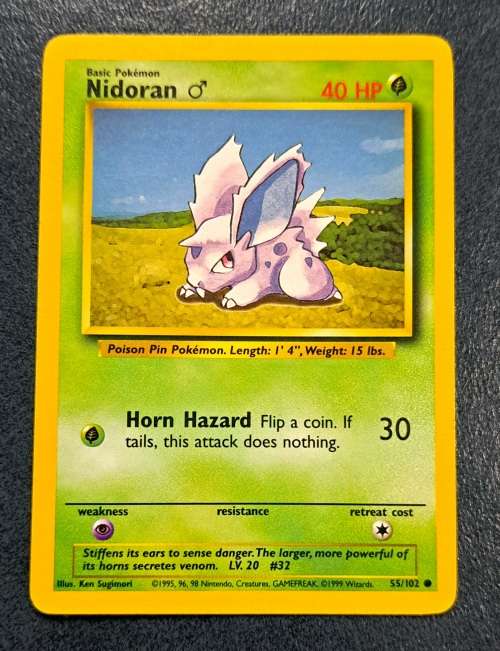 Basic Pokémon
Nidoran ♂ 40 HP
Poison Pin Pokémon. Length: 1' 4", Weight: 15 lbs.
Horn Hazard Flip a coin. If
tails, this attack does nothing. 30
weakness resistance retreat cost
Stiffens its ears to sense danger. The larger, more powerful of
its horns secretes venom. LV. 20 #32
Illus. Ken Sugimori ©1995, 96, 98 Nintendo, Creatures, GAMEFREAK. ©1999 Wizards. 55/102